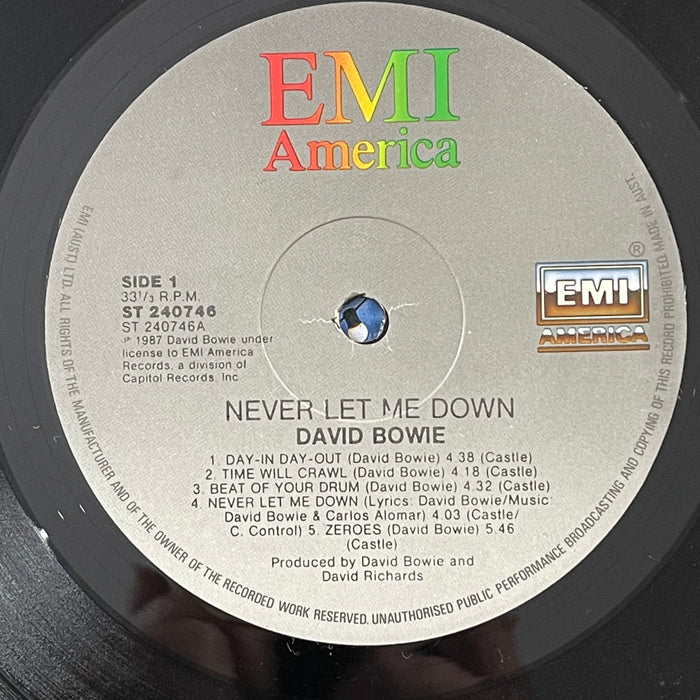 EMI
America
SIDE 1
33 1/3 R.P.M.
ST 240746
ST 240746A
℗ 1987 David Bowie under
license to EMI America
Records, a division of
Capitol Records, Inc
®
EMI
AMERICA
NEVER LET ME DOWN
DAVID BOWIE
1. DAY-IN DAY-OUT (David Bowie) 4.38 (Castle)
2. TIME WILL CRAWL (David Bowie) 4.18 (Castle)
3. BEAT OF YOUR DRUM (David Bowie) 4.32 (Castle)
4. NEVER LET ME DOWN (Lyrics: David Bowie/Music:
David Bowie & Carlos Alomar) 4.03 (Castle/
C. Control) 5. ZEROES (David Bowie) 5.46
(Castle)
Produced by David Bowie and
David Richards
EMI (AUST.) LTD. ALL RIGHTS OF THE MANUFACTURER AND OF THE OWNER OF THE RECORDED WORK RESERVED. UNAUTHORISED PUBLIC PERFORMANCE BROADCASTING AND COPYING OF THIS RECORD PROHIBITED. MADE IN AUST.